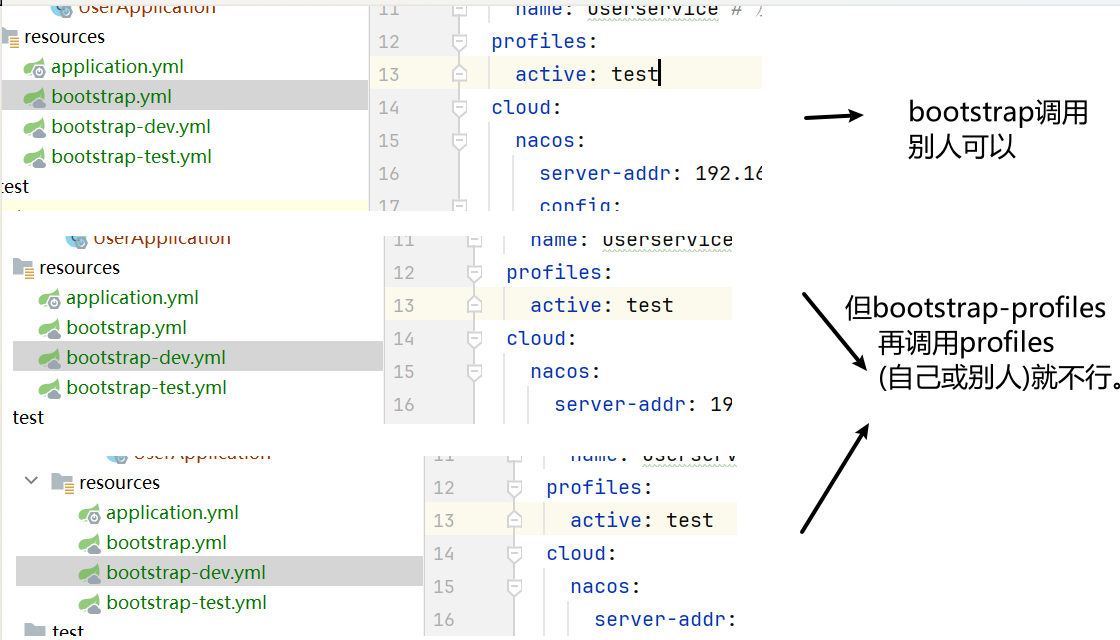 UserApplication
resources
application.yml
bootstrap.yml
bootstrap-dev.yml
bootstrap-test.yml
test
11 name: userservice #
12 profiles:
13 active: test
14 cloud:
15 nacos:
16 server-addr: 192.16
17 config:
bootstrap调用
别人可以
UserApplication
resources
application.yml
bootstrap.yml
bootstrap-dev.yml
bootstrap-test.yml
test
11 name: userservice
12 profiles:
13 active: test
14 cloud:
15 nacos:
16 server-addr: 19
但bootstrap-profiles
再调用profiles
(自己或别人)就不行。
UserApplication
resources
application.yml
bootstrap.yml
bootstrap-dev.yml
bootstrap-test.yml
test
11 name: userserv
12 profiles:
13 active: test
14 cloud:
15 nacos:
16 server-addr: